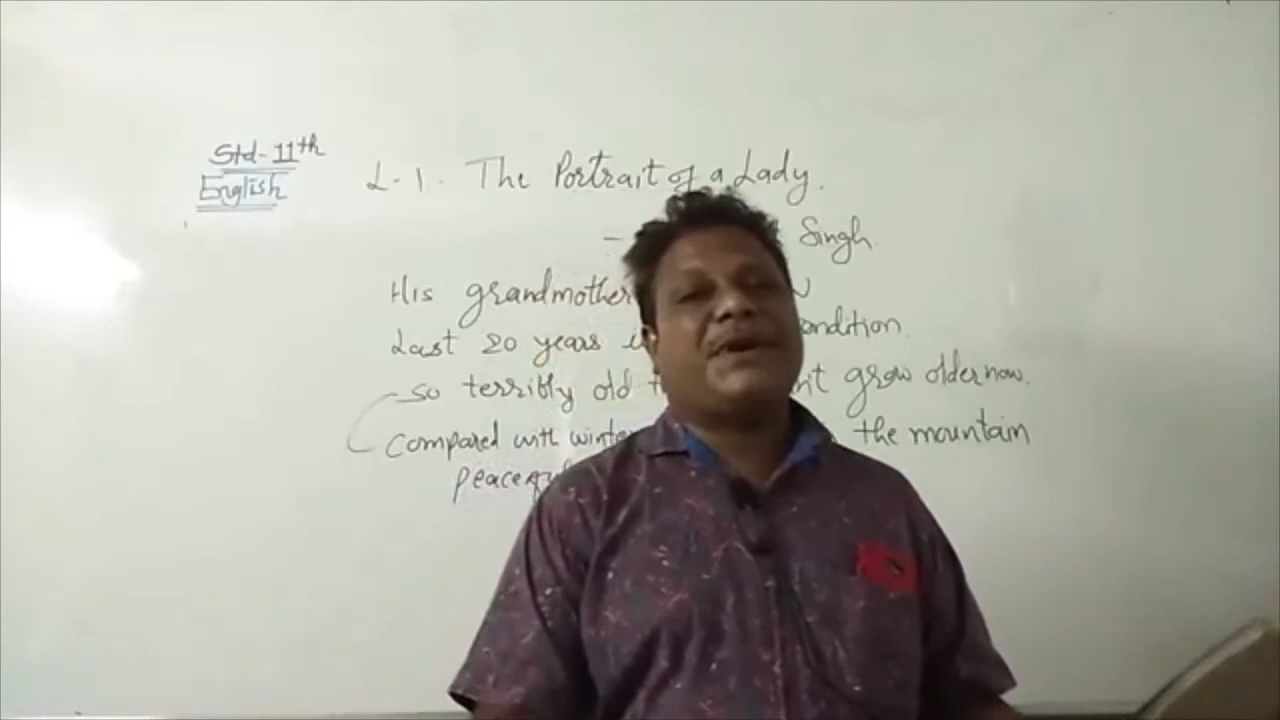 Std-11th
English
L-1. The Portrait of a Lady.
- Singh.
His grandmother
Last 20 years condition.
so terribly old grow older now.
Compared with winter the mountain